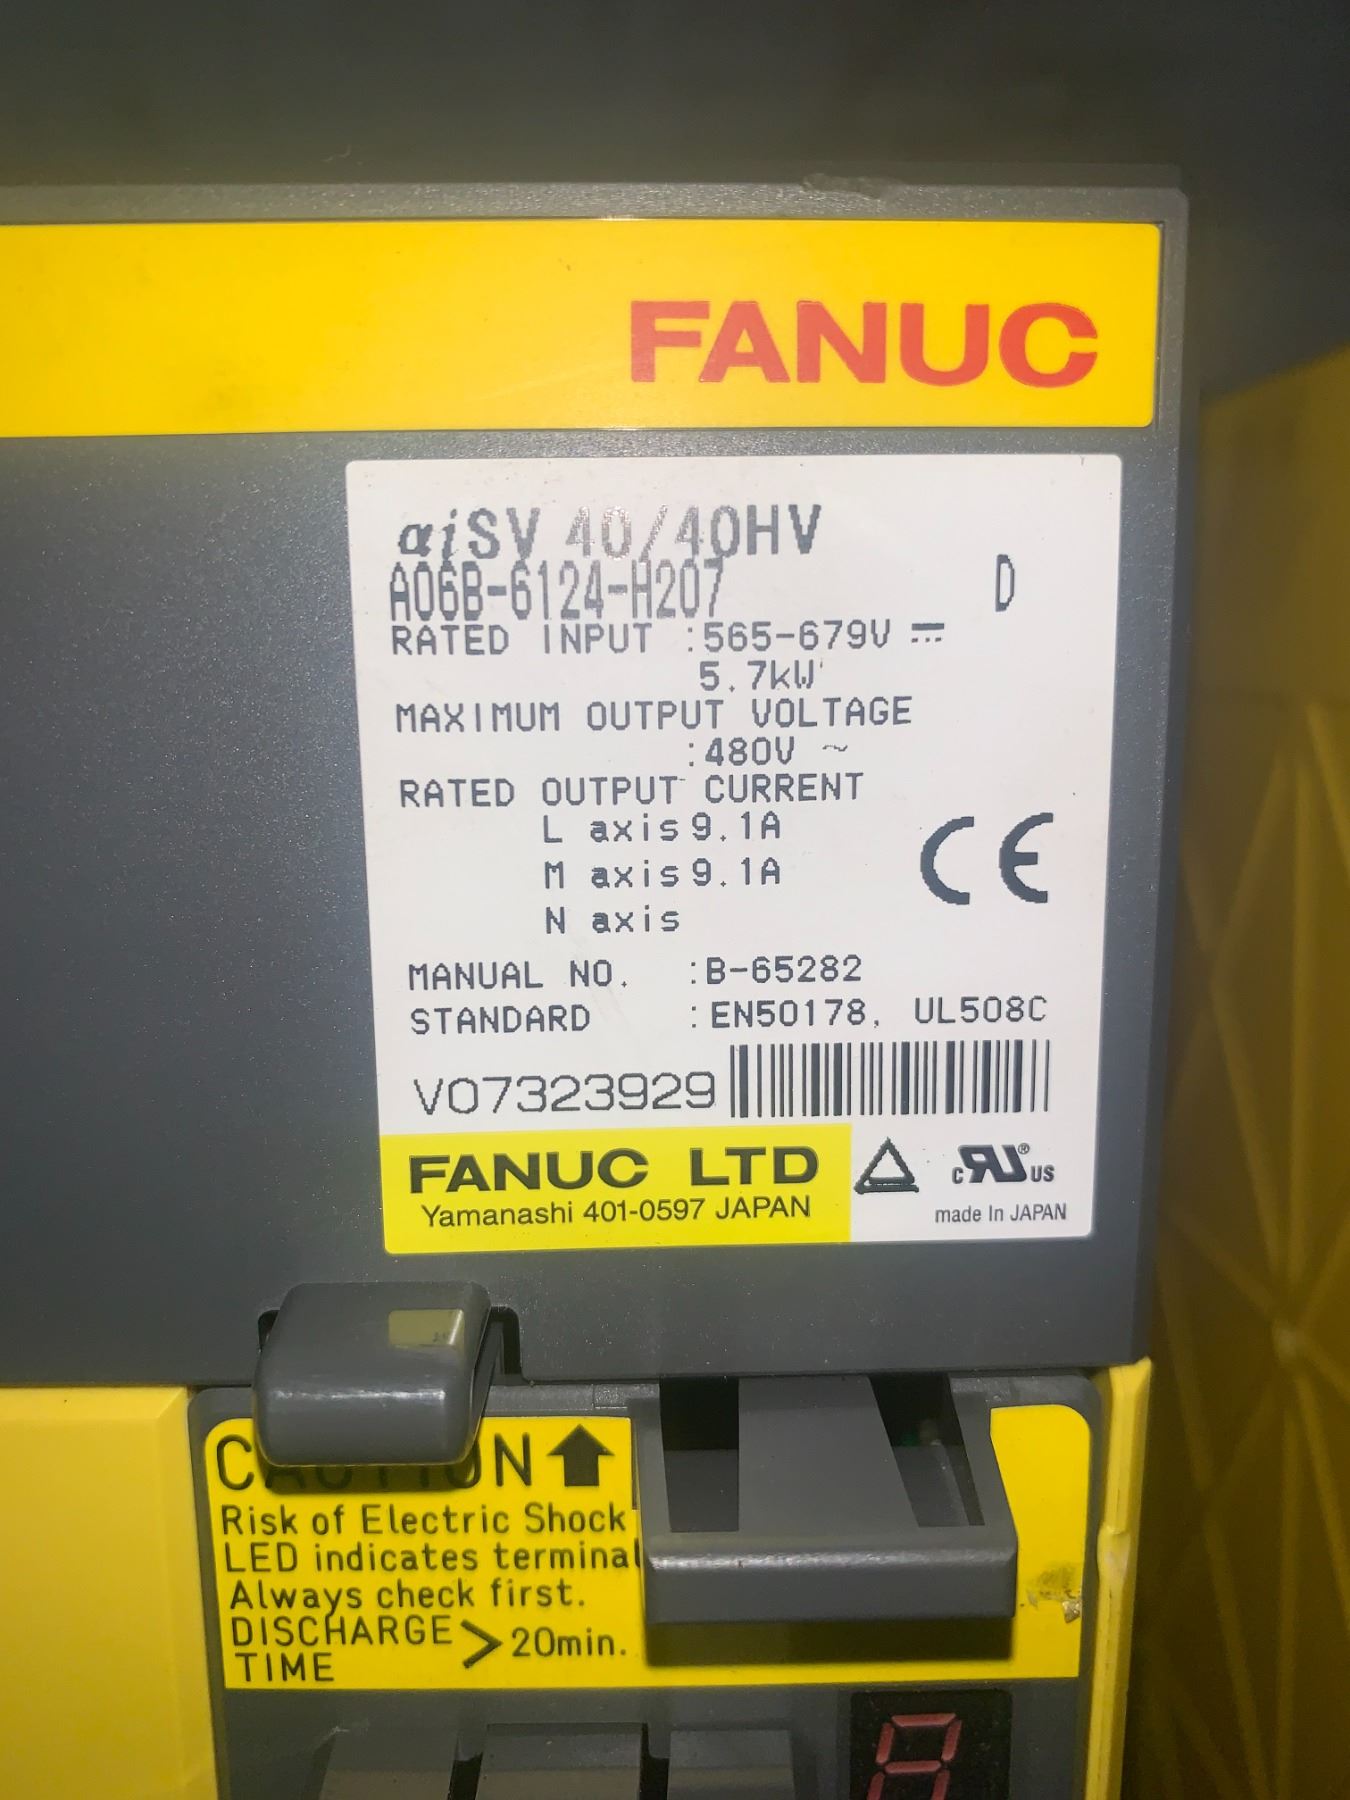 FANUC
αiSV 40/40HV
A06B-6124-H207 D
RATED INPUT :565-679V ⎓
5.7kW
MAXIMUM OUTPUT VOLTAGE
:480V ~
RATED OUTPUT CURRENT
L axis 9.1A
M axis 9.1A
N axis
MANUAL NO. :B-65282
STANDARD :EN50178, UL508C
CE
V07323929
FANUC LTD
Yamanashi 401-0597 JAPAN
c RU ® US
made In JAPAN
CAUTION
Risk of Electric Shock
LED indicates terminal
Always check first.
DISCHARGE > 20min.
TIME